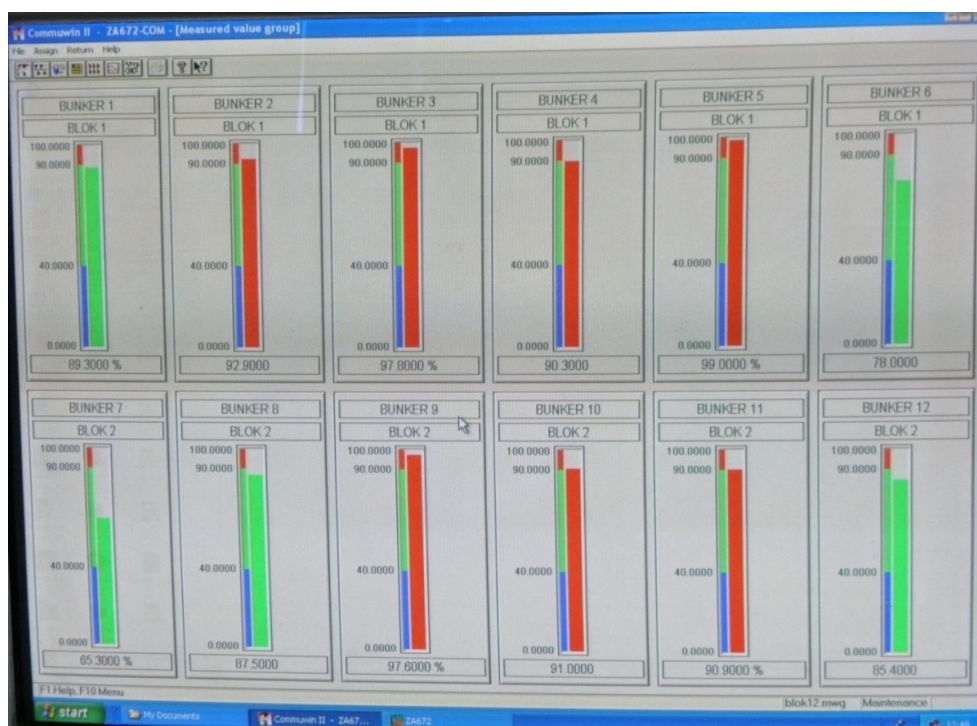 Commuwin II - ZA672-COM - [Measured value group]
File Assign Return Help
BUNKER 1
BLOK 1
100.0000
90.0000
40.0000
0.0000
89.3000 %
BUNKER 2
BLOK 1
100.0000
90.0000
40.0000
0.0000
92.9000
BUNKER 3
BLOK 1
100.0000
90.0000
40.0000
0.0000
97.8000 %
BUNKER 4
BLOK 1
100.0000
90.0000
40.0000
0.0000
90.3000
BUNKER 5
BLOK 1
100.0000
90.0000
40.0000
0.0000
99.0000 %
BUNKER 6
BLOK 1
100.0000
90.0000
40.0000
0.0000
78.0000
BUNKER 7
BLOK 2
100.0000
90.0000
40.0000
0.0000
65.3000 %
BUNKER 8
BLOK 2
100.0000
90.0000
40.0000
0.0000
87.5000
BUNKER 9
BLOK 2
100.0000
90.0000
40.0000
0.0000
97.6000 %
BUNKER 10
BLOK 2
100.0000
90.0000
40.0000
0.0000
91.0000
BUNKER 11
BLOK 2
100.0000
90.0000
40.0000
0.0000
90.9000 %
BUNKER 12
BLOK 2
100.0000
90.0000
40.0000
0.0000
85.4000
F1 Help, F10 Menu
blok12.mwg Maintenance
start My Documents Commuwin II - ZA67... ZA672